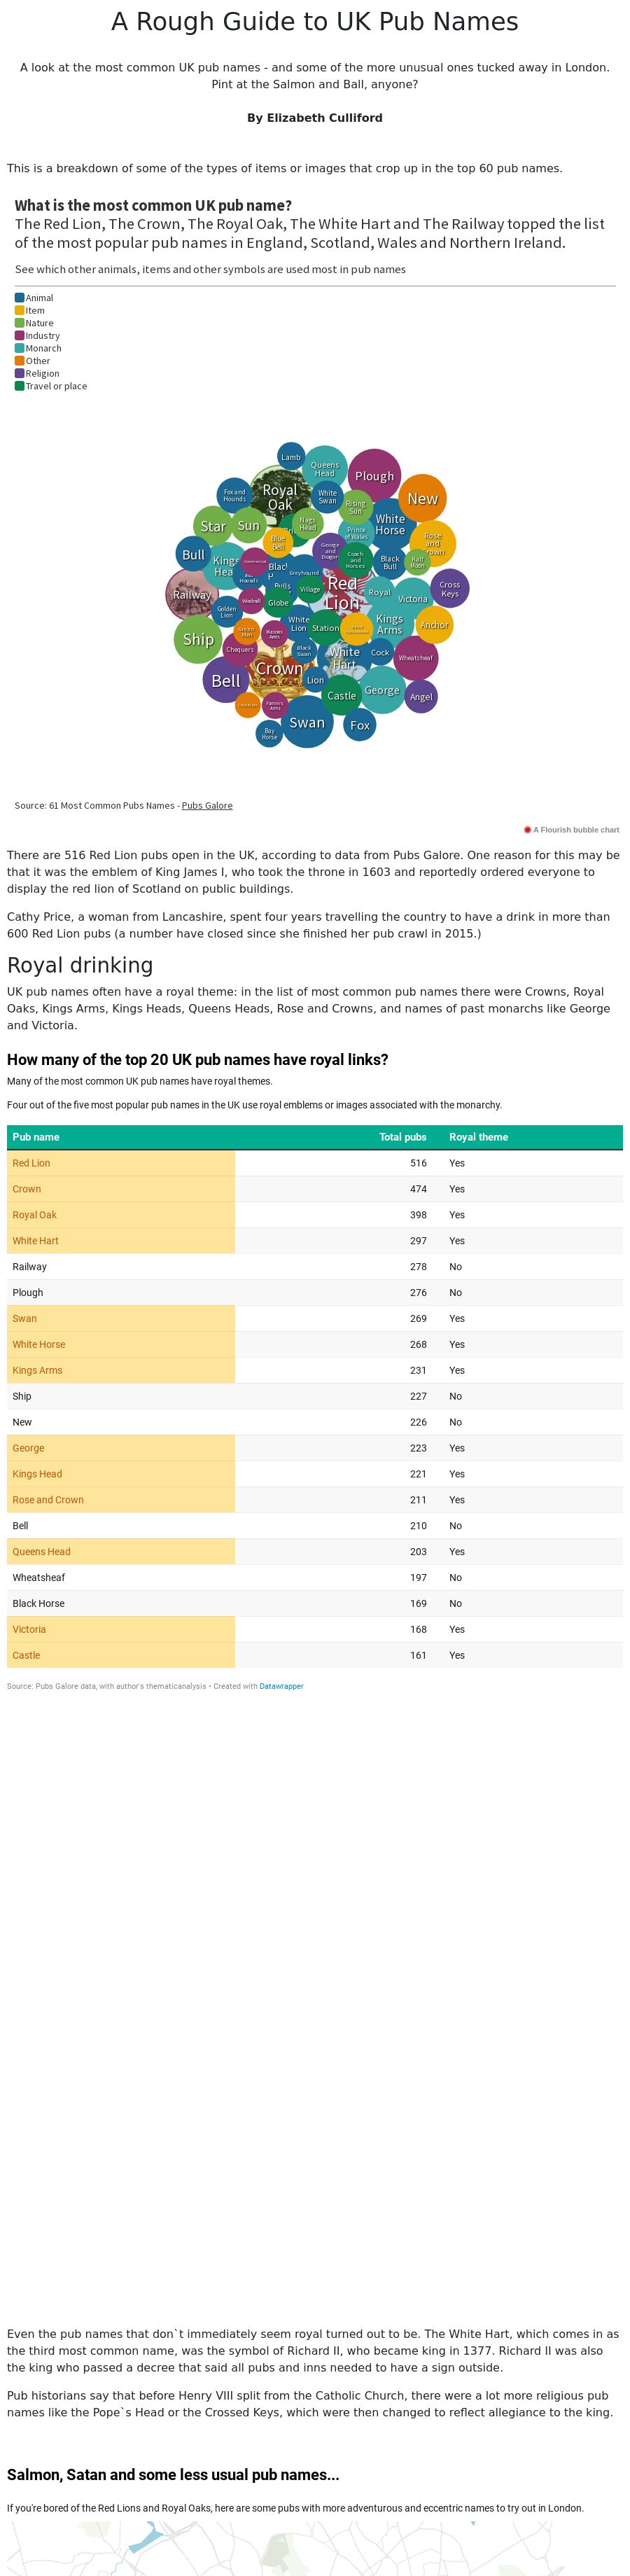 A Rough Guide to UK Pub Names
A look at the most common UK pub names - and some of the more unusual ones tucked away in London.
Pint at the Salmon and Ball, anyone?
By Elizabeth Culliford
This is a breakdown of some of the types of items or images that crop up in the top 60 pub names.
What is the most common UK pub name?
The Red Lion, The Crown, The Royal Oak, The White Hart and The Railway topped the list
of the most popular pub names in England, Scotland, Wales and Northern Ireland.
See which other animals, items and other symbols are used most in pub names
Animal
Item
Nature
Industry
Monarch
Other
Religion
Travel or place
Lamb
Queens
Head
Plough
Fox and
Hounds
Royal
Oak
White
Swan
Rising
Sun
New
Star
Sun
Nags
Head
Prince
of Wales
White
Horse
Rose
and
Crown
Blue
Bell
George
and
Dragon
Coach
and
Horses
Black
Bull
Half
Moon
Bull
Kings
Head
Commercial
Greyhound
Cross
Keys
Railway
Hounds
Bulls
Village
Red
Lion
Royal
Victoria
Windmill
Globe
Golden
Lion
White
Lion
Station
Kings
Arms
Anchor
Ship
Green
Man
Masons
Arms
Chequers
Black
Swan
White
Hart
Cock
Wheatsheaf
Bell
Crown
Lion
Castle
George
Angel
Farmers
Arms
Swan
Fox
Bay
Horse
Source: 61 Most Common Pubs Names - Pubs Galore
A Flourish bubble chart
There are 516 Red Lion pubs open in the UK, according to data from Pubs Galore. One reason for this may be
that it was the emblem of King James I, who took the throne in 1603 and reportedly ordered everyone to
display the red lion of Scotland on public buildings.
Cathy Price, a woman from Lancashire, spent four years travelling the country to have a drink in more than
600 Red Lion pubs (a number have closed since she finished her pub crawl in 2015.)
Royal drinking
UK pub names often have a royal theme: in the list of most common pub names there were Crowns, Royal
Oaks, Kings Arms, Kings Heads, Queens Heads, Rose and Crowns, and names of past monarchs like George
and Victoria.
How many of the top 20 UK pub names have royal links?
Many of the most common UK pub names have royal themes.
Four out of the five most popular pub names in the UK use royal emblems or images associated with the monarchy.
Pub name Total pubs Royal theme
Red Lion 516 Yes
Crown 474 Yes
Royal Oak 398 Yes
White Hart 297 Yes
Railway 278 No
Plough 276 No
Swan 269 Yes
White Horse 268 Yes
Kings Arms 231 Yes
Ship 227 No
New 226 No
George 223 Yes
Kings Head 221 Yes
Rose and Crown 211 Yes
Bell 210 No
Queens Head 203 Yes
Wheatsheaf 197 No
Black Horse 169 No
Victoria 168 Yes
Castle 161 Yes
Source: Pubs Galore data, with author's thematicanalysis • Created with Datawrapper
Even the pub names that don`t immediately seem royal turned out to be. The White Hart, which comes in as
the third most common name, was the symbol of Richard II, who became king in 1377. Richard II was also
the king who passed a decree that said all pubs and inns needed to have a sign outside.
Pub historians say that before Henry VIII split from the Catholic Church, there were a lot more religious pub
names like the Pope`s Head or the Crossed Keys, which were then changed to reflect allegiance to the king.
Salmon, Satan and some less usual pub names...
If you're bored of the Red Lions and Royal Oaks, here are some pubs with more adventurous and eccentric names to try out in London.